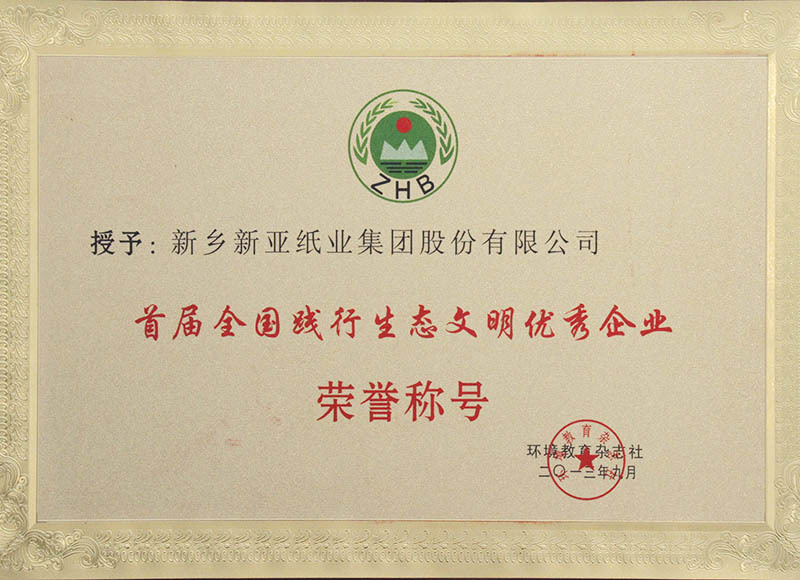 ZHB
授予：新乡新亚纸业集团股份有限公司
首届全国践行生态文明优秀企业
荣誉称号
环境教育杂志社
二〇一三年九月